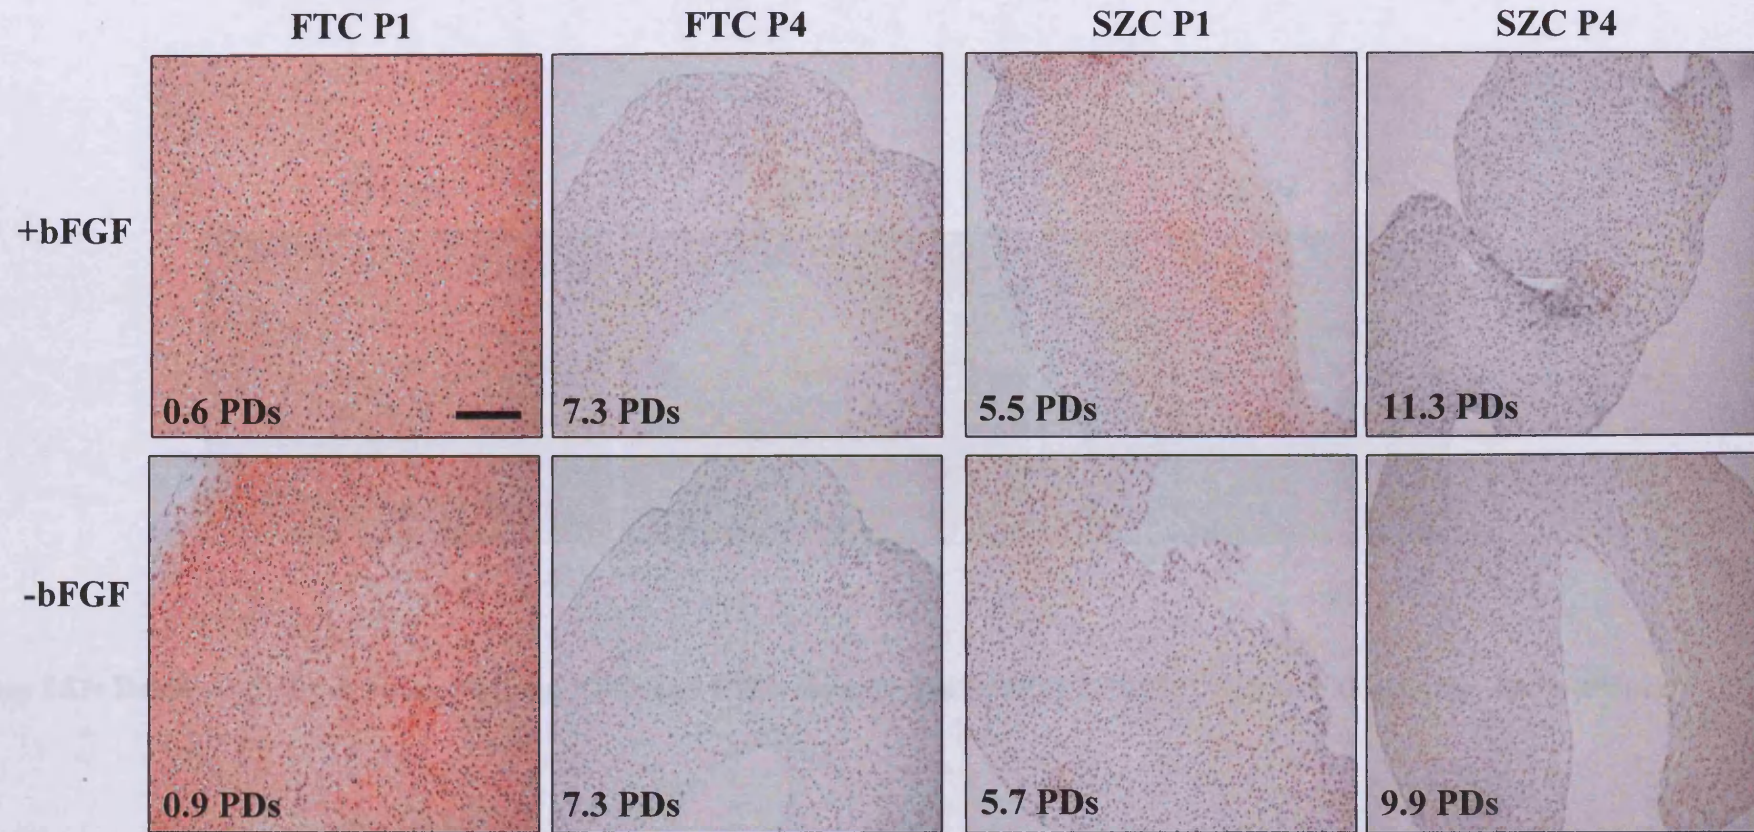 FTC P1 FTC P4 SZC P1 SZC P4
+bFGF
0.6 PDs 7.3 PDs 5.5 PDs 11.3 PDs
-bFGF
0.9 PDs 7.3 PDs 5.7 PDs 9.9 PDs